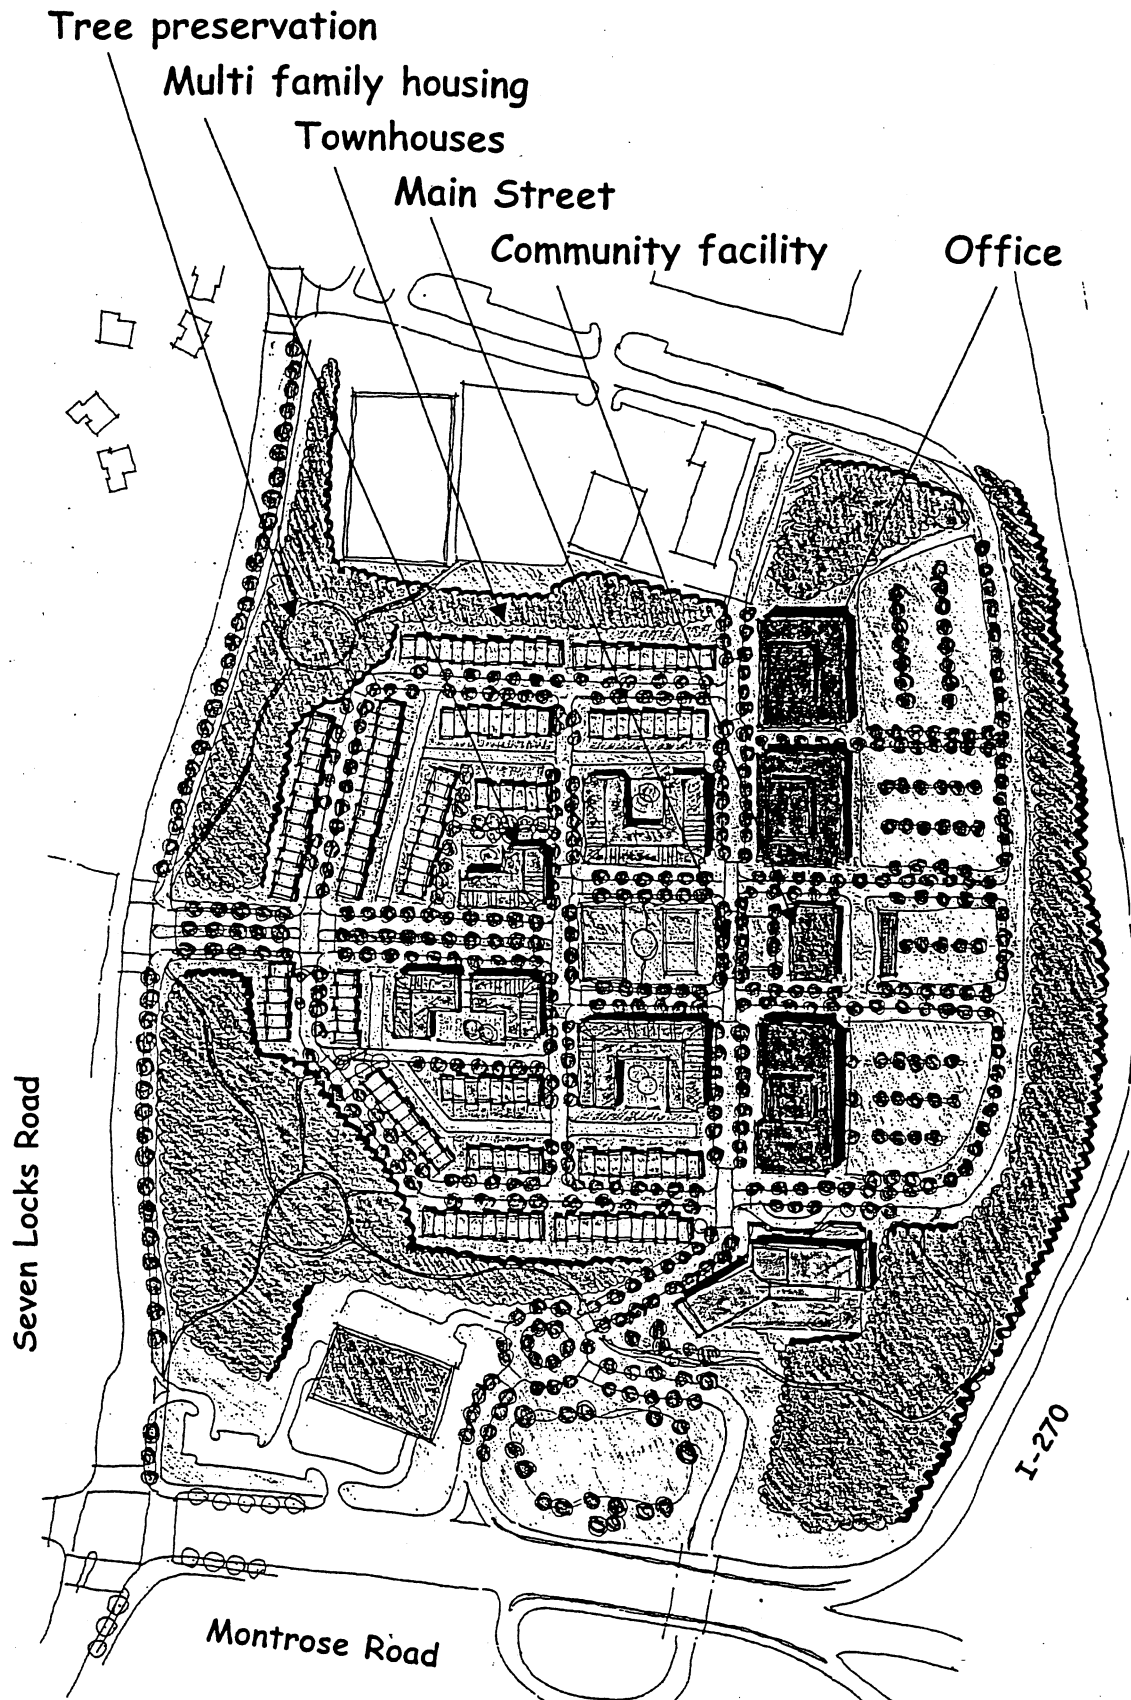 Tree preservation
Multi family housing
Townhouses
Main Street
Community facility
Office
Seven Locks Road
I-270
Montrose Road